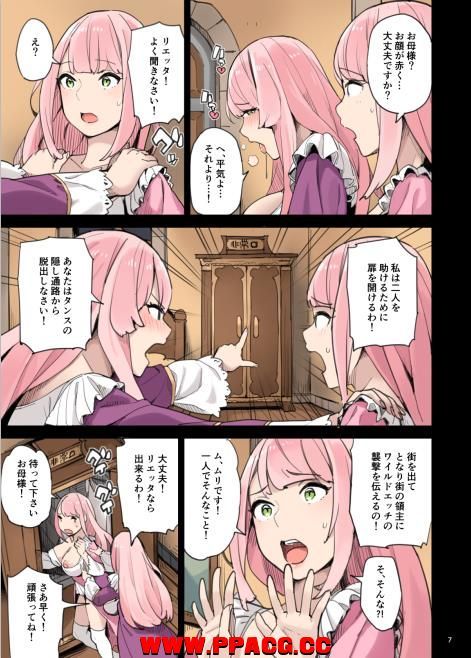 お母様?
お顔が赤く…
大丈夫ですか?
へ、平気よ…
それより…!
リエッタ!
よく聞きなさい!
え?
私は二人を
助けるために
扉を開けるわ!
非常口
あなたはタンスの
隠し通路から
脱出しなさい!
街を出て
となり街の領主に
ワイルドエッチの
襲撃を伝えるの!
そ、そんな?!
ム、ムリです!
一人でそんなこと!
大丈夫!
リエッタなら
出来るわ!
待って下さい
お母様!
さあ早く!
頑張ってね!
WWW.PPACG.CC
7